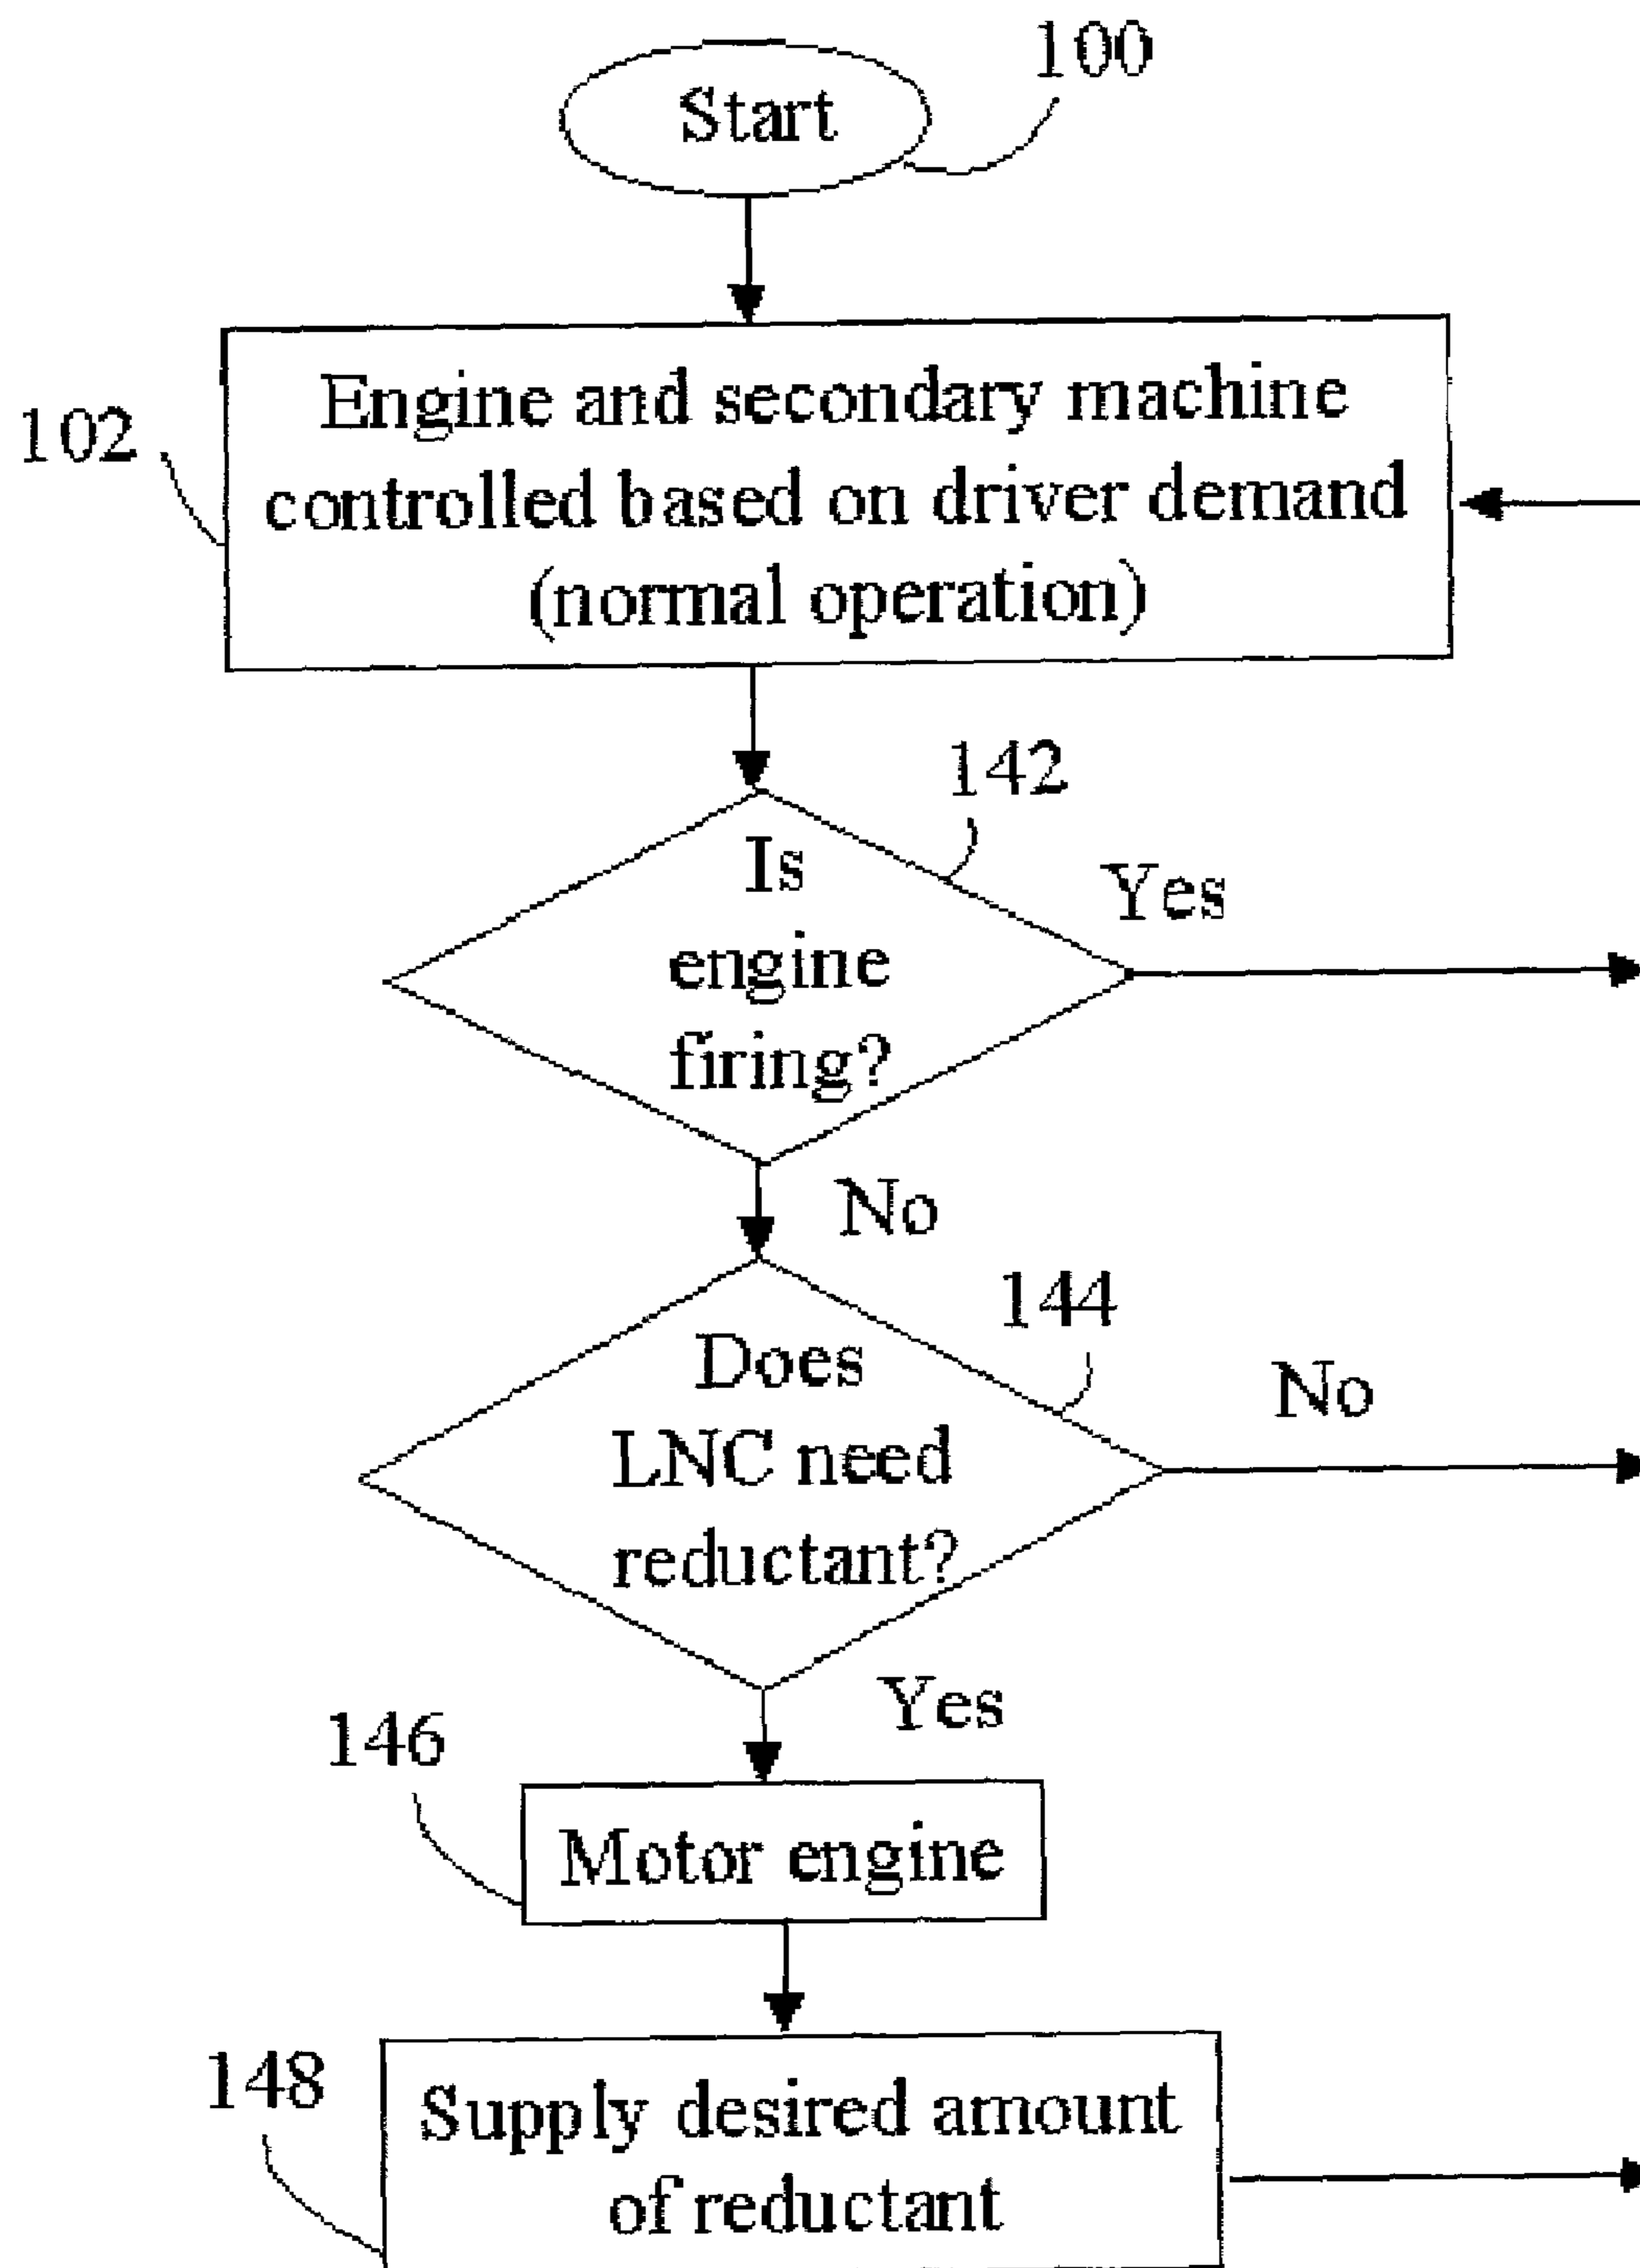 100
Start
102
Engine and secondary machine
controlled based on driver demand
(normal operation)
142
Is
engine
firing?
Yes
No
144
Does
LNC need
reductant?
No
Yes
146
Motor engine
148
Supply desired amount
of reductant